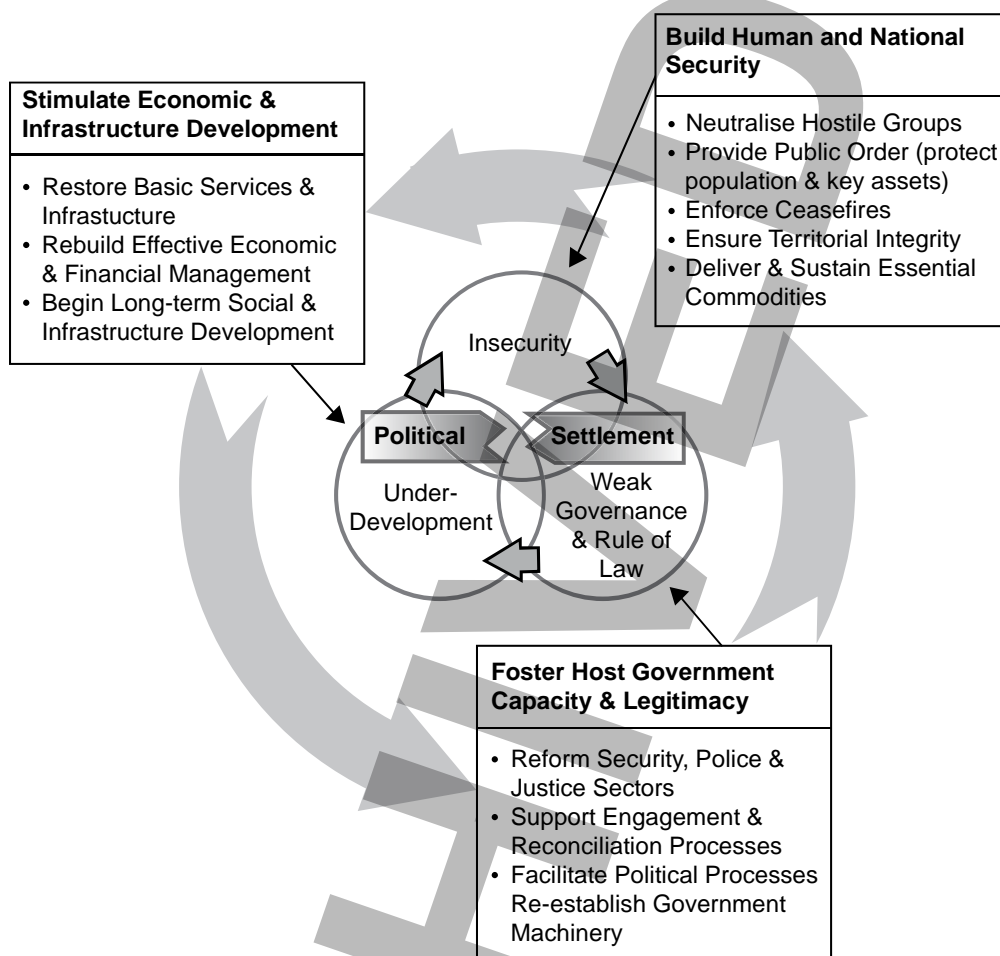 Build Human and National
Security
• Neutralise Hostile Groups
• Provide Public Order (protect
population & key assets)
• Enforce Ceasefires
• Ensure Territorial Integrity
• Deliver & Sustain Essential
Commodities
Stimulate Economic &
Infrastructure Development
• Restore Basic Services &
Infrastucture
• Rebuild Effective Economic
& Financial Management
• Begin Long-term Social &
Infrastructure Development
Insecurity
Political
Settlement
Under-
Development
Weak
Governance
& Rule of
Law
Foster Host Government
Capacity & Legitimacy
• Reform Security, Police &
Justice Sectors
• Support Engagement &
Reconciliation Processes
• Facilitate Political Processes
Re-establish Government
Machinery